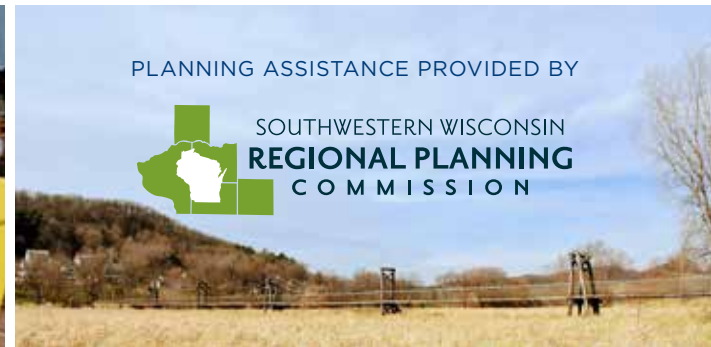 PLANNING ASSISTANCE PROVIDED BY
SOUTHWESTERN WISCONSIN
REGIONAL PLANNING
COMMISSION